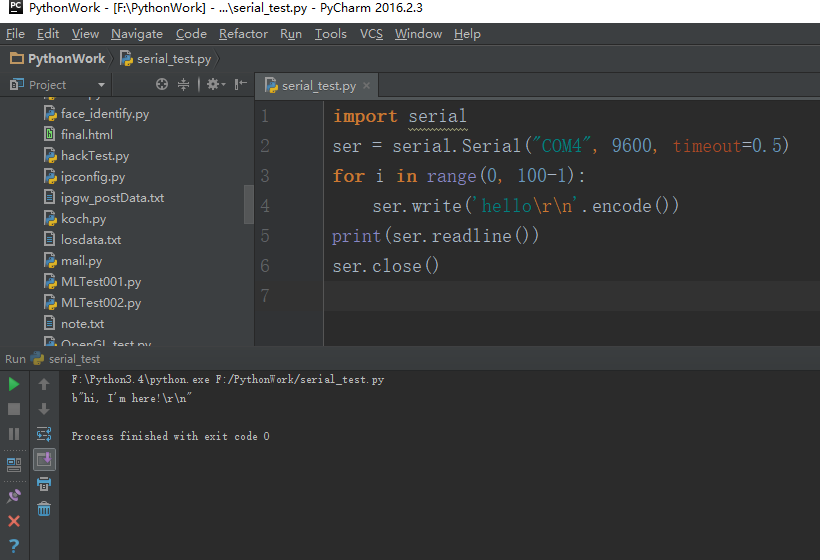 PythonWork - [F:\PythonWork] - ...\serial_test.py - PyCharm 2016.2.3
File Edit View Navigate Code Refactor Run Tools VCS Window Help
PythonWork serial_test.py
Project
serial_test.py
face_identify.py
final.html
hackTest.py
ipconfig.py
ipgw_postData.txt
koch.py
losdata.txt
mail.py
MLTest001.py
MLTest002.py
note.txt
OpenGL_test.py
1 import serial
2 ser = serial.Serial("COM4", 9600, timeout=0.5)
3 for i in range(0, 100-1):
4 ser.write('hello\r\n'.encode())
5 print(ser.readline())
6 ser.close()
7
Run serial_test
F:\Python3.4\python.exe F:/PythonWork/serial_test.py
b"hi, I'm here!\r\n"
Process finished with exit code 0